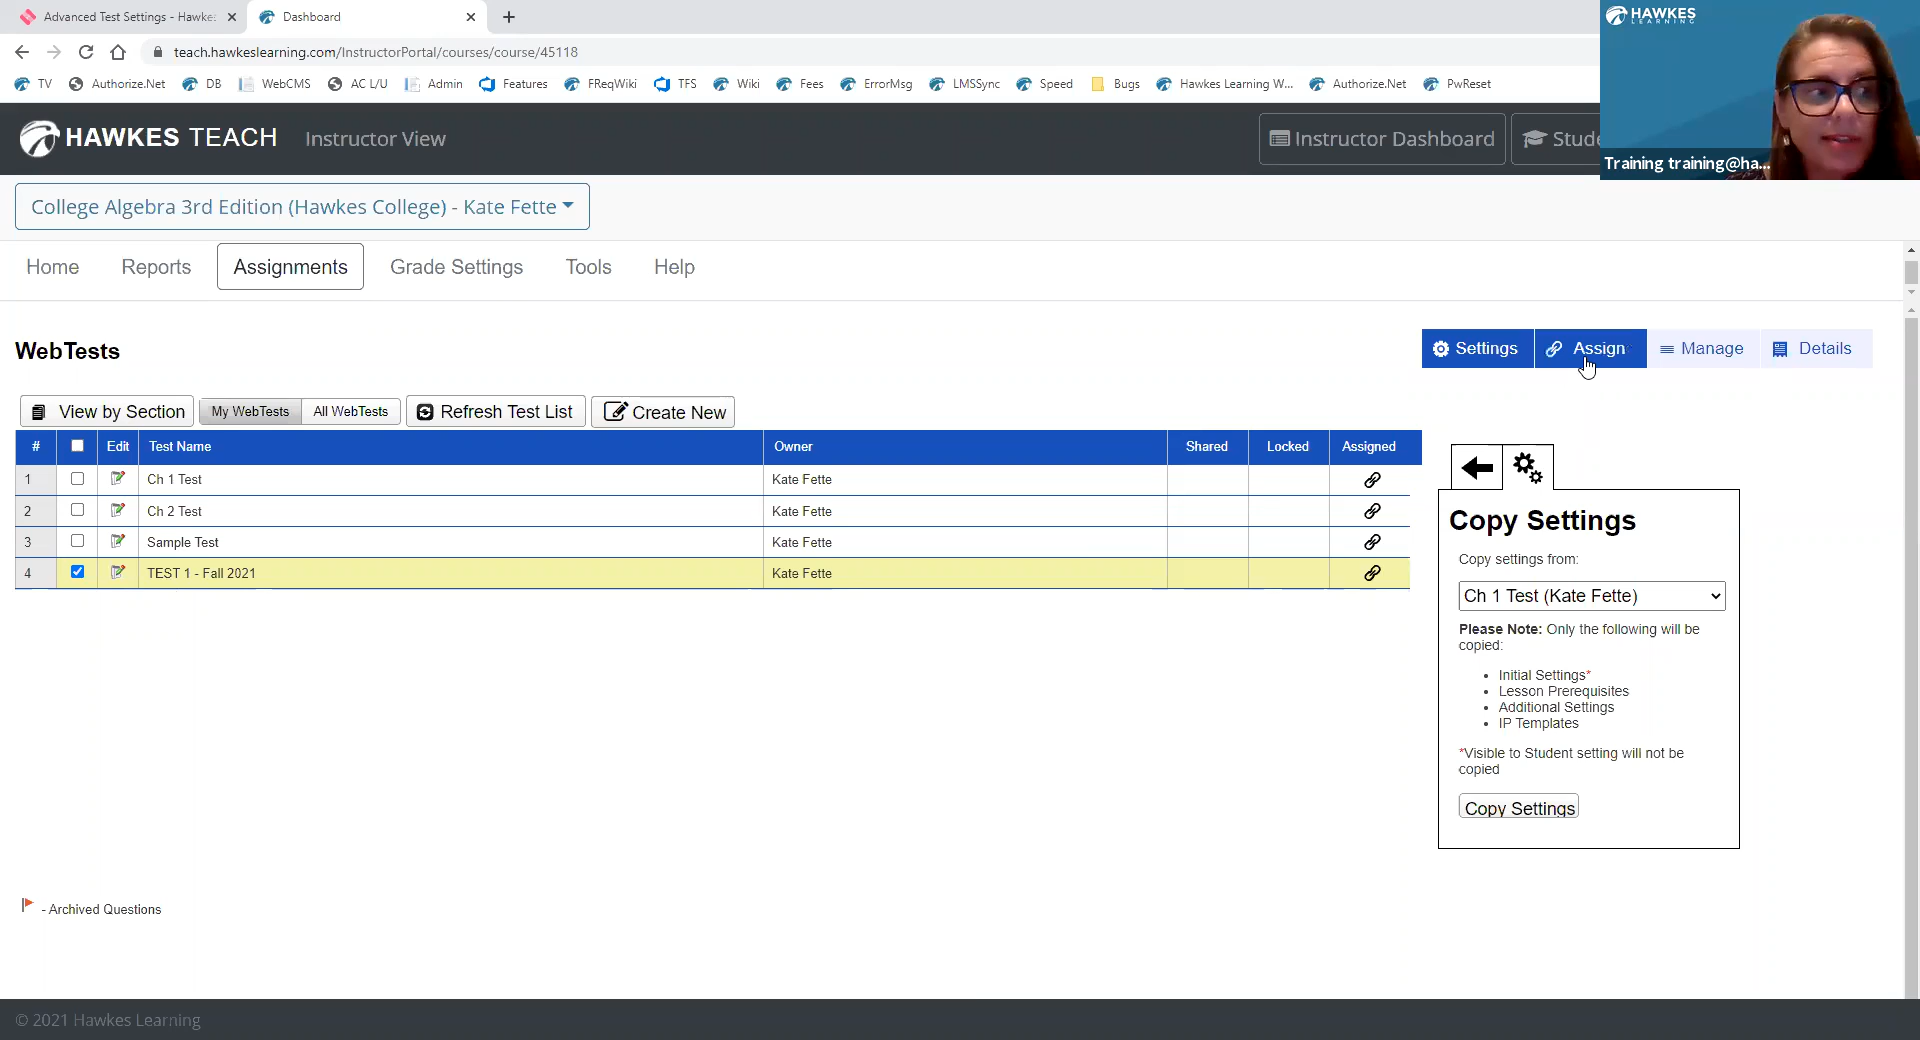 Advanced Test Settings - Hawke
Dashboard
teach.hawkeslearning.com/InstructorPortal/courses/course/45118
TV Authorize.Net DB WebCMS AC L/U Admin Features FReqWiki TFS Wiki Fees ErrorMsg LMSSync Speed Bugs Hawkes Learning W... Authorize.Net PwReset
HAWKES
LEARNING
Training training@ha...
HAWKES TEACH Instructor View Instructor Dashboard Stude
College Algebra 3rd Edition (Hawkes College) - Kate Fette
Home Reports Assignments Grade Settings Tools Help
WebTests
Settings Assign Manage Details
View by Section My WebTests All WebTests Refresh Test List Create New
# Edit Test Name Owner Shared Locked Assigned
1 Ch 1 Test Kate Fette
2 Ch 2 Test Kate Fette
3 Sample Test Kate Fette
4 TEST 1 - Fall 2021 Kate Fette
Copy Settings
Copy settings from:
Ch 1 Test (Kate Fette)
Please Note: Only the following will be
copied:
• Initial Settings*
• Lesson Prerequisites
• Additional Settings
• IP Templates
*Visible to Student setting will not be
copied
Copy Settings
- Archived Questions
© 2021 Hawkes Learning